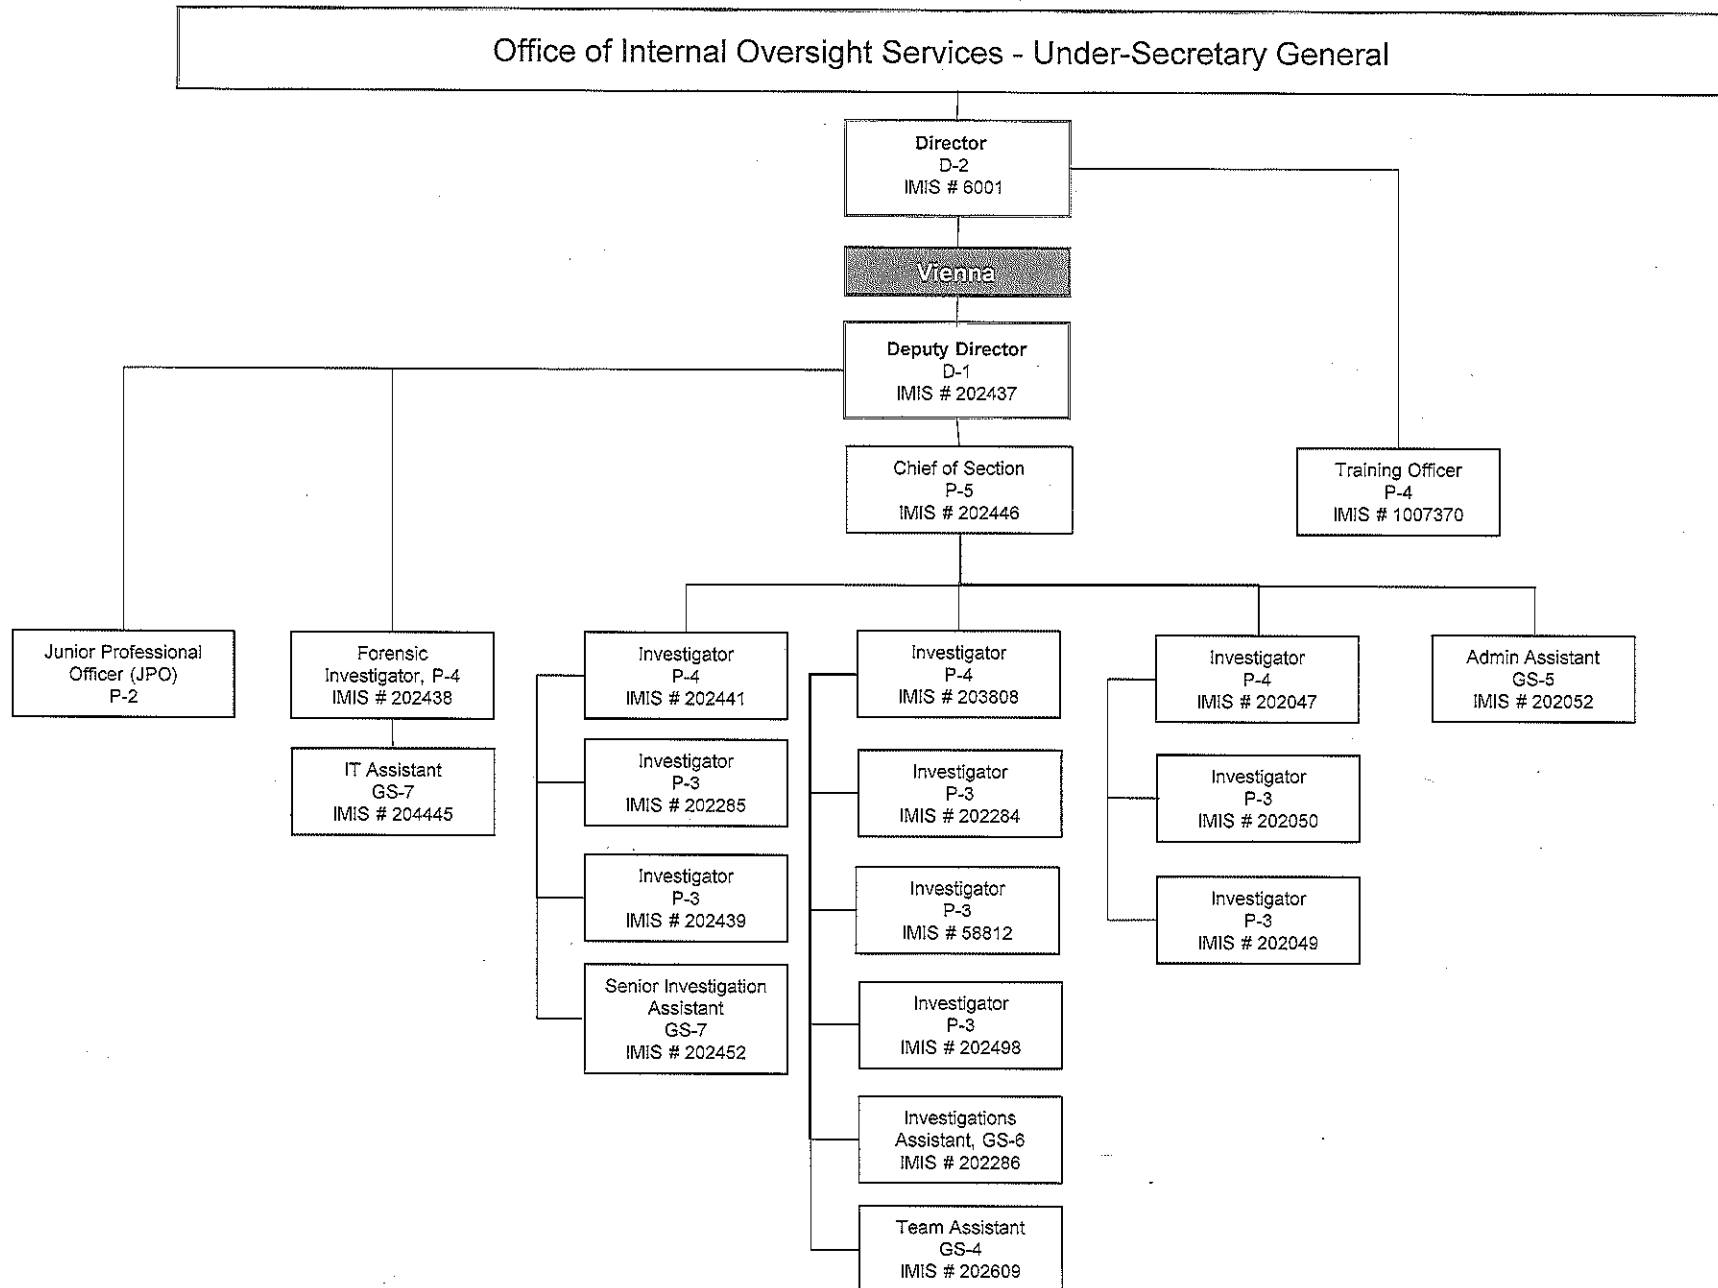 Office of Internal Oversight Services - Under-Secretary General
Director
D-2
IMIS # 6001
Vienna
Deputy Director
D-1
IMIS # 202437
Chief of Section
P-5
IMIS # 202446
Training Officer
P-4
IMIS # 1007370
Junior Professional
Officer (JPO)
P-2
Forensic
Investigator, P-4
IMIS # 202438
IT Assistant
GS-7
IMIS # 204445
Investigator
P-4
IMIS # 202441
Investigator
P-3
IMIS # 202285
Investigator
P-3
IMIS # 202439
Senior Investigation
Assistant
GS-7
IMIS # 202452
Investigator
P-4
IMIS # 203808
Investigator
P-3
IMIS # 202284
Investigator
P-3
IMIS # 58812
Investigator
P-3
IMIS # 202498
Investigations
Assistant, GS-6
IMIS # 202286
Team Assistant
GS-4
IMIS # 202609
Investigator
P-4
IMIS # 202047
Investigator
P-3
IMIS # 202050
Investigator
P-3
IMIS # 202049
Admin Assistant
GS-5
IMIS # 202052